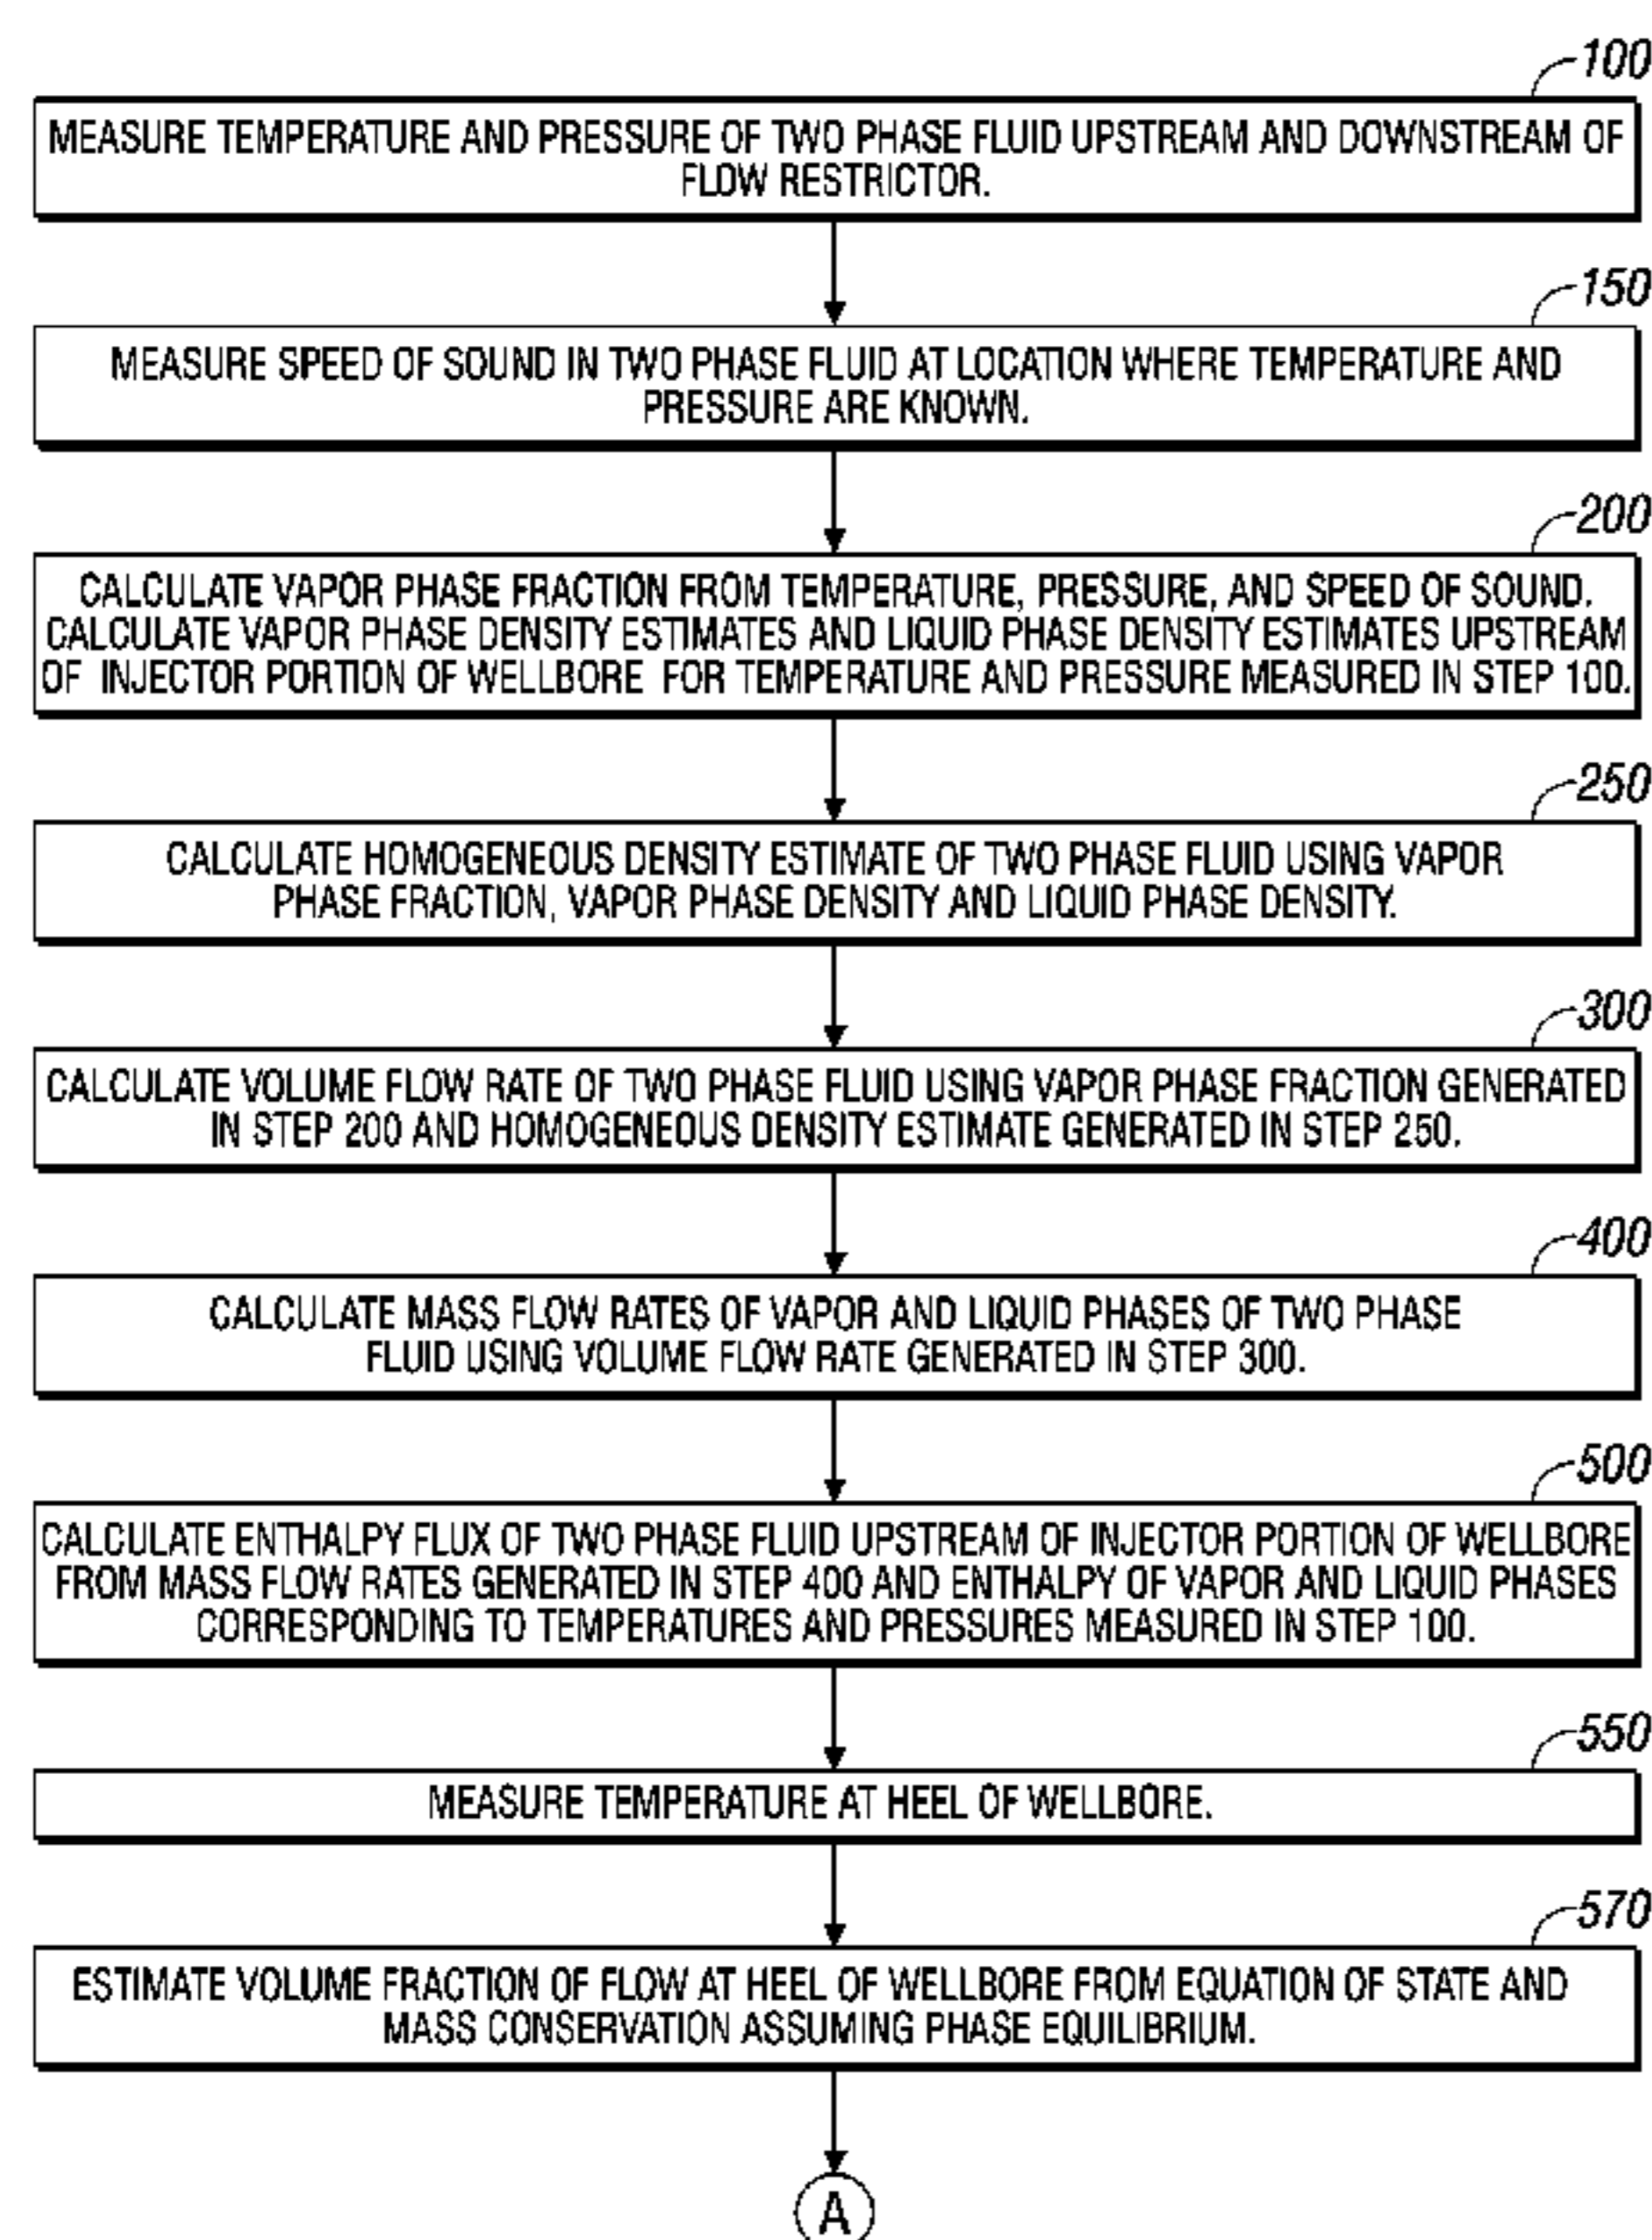 100
MEASURE TEMPERATURE AND PRESSURE OF TWO PHASE FLUID UPSTREAM AND DOWNSTREAM OF
FLOW RESTRICTOR.
150
MEASURE SPEED OF SOUND IN TWO PHASE FLUID AT LOCATION WHERE TEMPERATURE AND
PRESSURE ARE KNOWN.
200
CALCULATE VAPOR PHASE FRACTION FROM TEMPERATURE, PRESSURE, AND SPEED OF SOUND.
CALCULATE VAPOR PHASE DENSITY ESTIMATES AND LIQUID PHASE DENSITY ESTIMATES UPSTREAM
OF INJECTOR PORTION OF WELLBORE FOR TEMPERATURE AND PRESSURE MEASURED IN STEP 100.
250
CALCULATE HOMOGENEOUS DENSITY ESTIMATE OF TWO PHASE FLUID USING VAPOR
PHASE FRACTION, VAPOR PHASE DENSITY AND LIQUID PHASE DENSITY.
300
CALCULATE VOLUME FLOW RATE OF TWO PHASE FLUID USING VAPOR PHASE FRACTION GENERATED
IN STEP 200 AND HOMOGENEOUS DENSITY ESTIMATE GENERATED IN STEP 250.
400
CALCULATE MASS FLOW RATES OF VAPOR AND LIQUID PHASES OF TWO PHASE
FLUID USING VOLUME FLOW RATE GENERATED IN STEP 300.
500
CALCULATE ENTHALPY FLUX OF TWO PHASE FLUID UPSTREAM OF INJECTOR PORTION OF WELLBORE
FROM MASS FLOW RATES GENERATED IN STEP 400 AND ENTHALPY OF VAPOR AND LIQUID PHASES
CORRESPONDING TO TEMPERATURES AND PRESSURES MEASURED IN STEP 100.
550
MEASURE TEMPERATURE AT HEEL OF WELLBORE.
570
ESTIMATE VOLUME FRACTION OF FLOW AT HEEL OF WELLBORE FROM EQUATION OF STATE AND
MASS CONSERVATION ASSUMING PHASE EQUILIBRIUM.
A